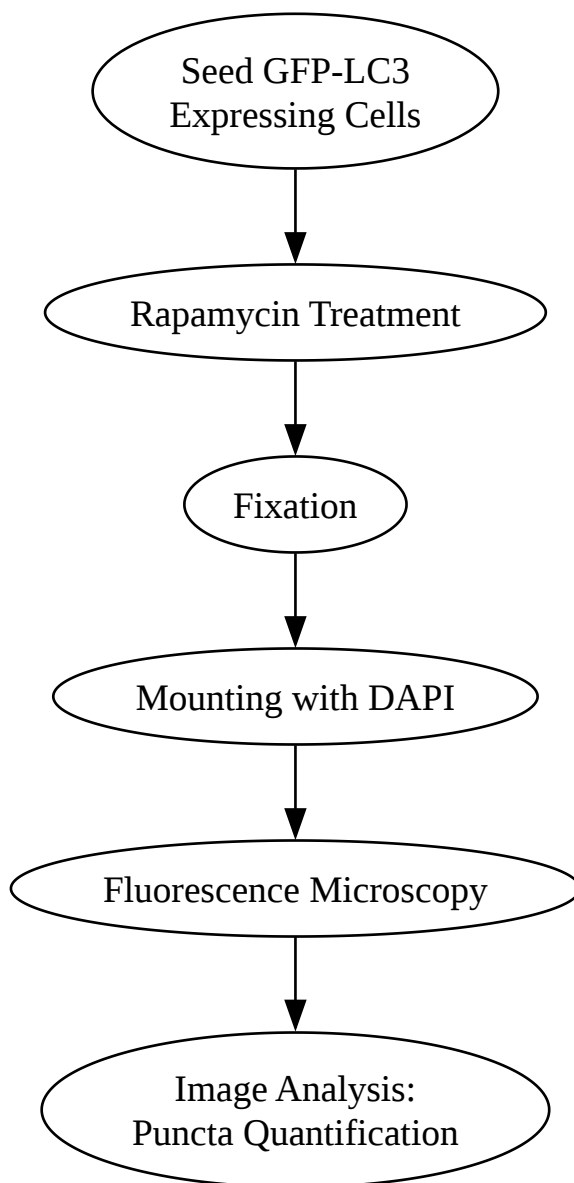 Seed GFP-LC3
Expressing Cells
Rapamycin Treatment
Fixation
Mounting with DAPI
Fluorescence Microscopy
Image Analysis:
Puncta Quantification